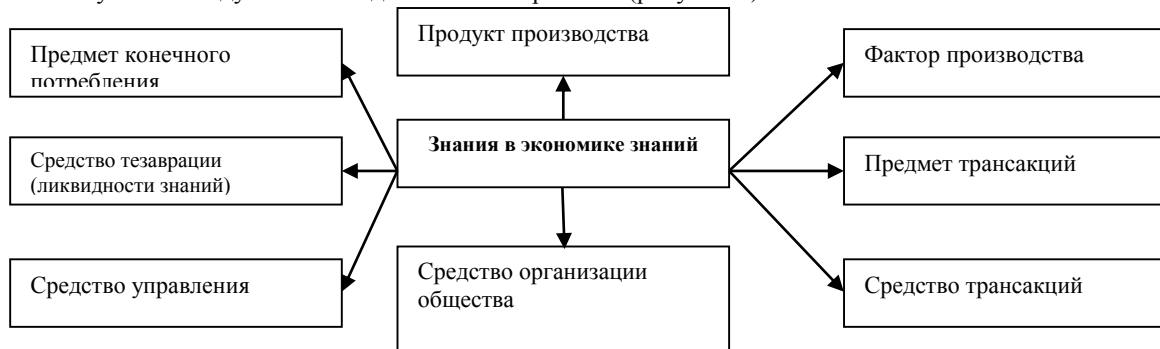 Продукт производства
Предмет конечного
потребления
Фактор производства
Знания в экономике знаний
Средство тезаврации
(ликвидности знаний)
Предмет трансакций
Средство управления
Средство организации
общества
Средство трансакций